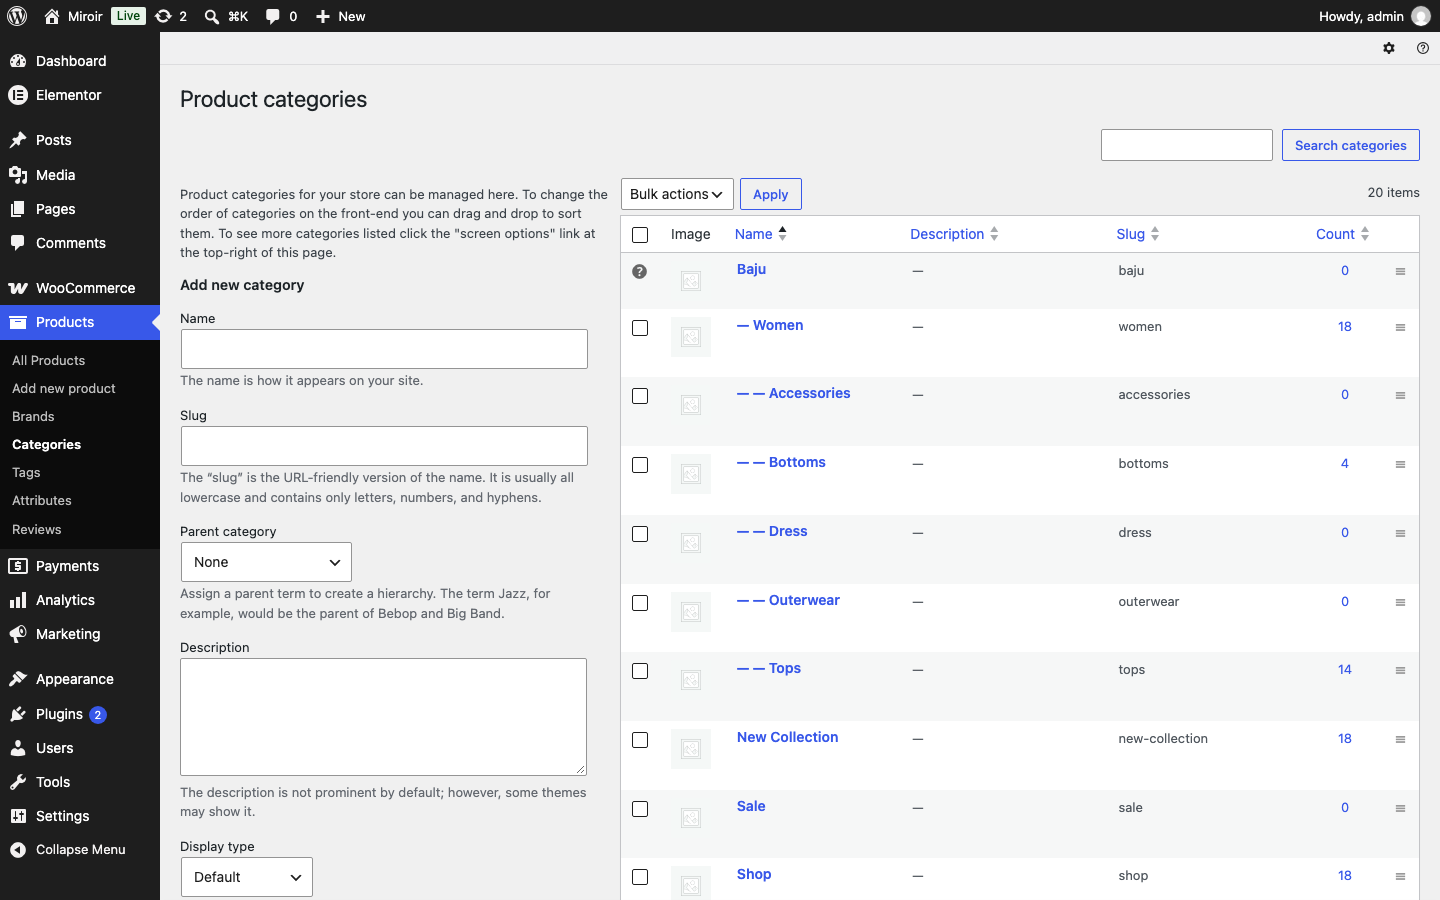 Miroir Live 2 ⌘K 0 New Howdy, admin
Dashboard
Elementor
Posts
Media
Pages
Comments
WooCommerce
Products
All Products
Add new product
Brands
Categories
Tags
Attributes
Reviews
Payments
Analytics
Marketing
Appearance
Plugins 2
Users
Tools
Settings
Collapse Menu
Product categories
Search categories
Product categories for your store can be managed here. To change the
order of categories on the front-end you can drag and drop to sort
them. To see more categories listed click the "screen options" link at
the top-right of this page.
Add new category
Name
The name is how it appears on your site.
Slug
The “slug” is the URL-friendly version of the name. It is usually all
lowercase and contains only letters, numbers, and hyphens.
Parent category
None
Assign a parent term to create a hierarchy. The term Jazz, for
example, would be the parent of Bebop and Big Band.
Description
The description is not prominent by default; however, some themes
may show it.
Display type
Default
Bulk actions Apply 20 items
Image Name Description Slug Count
Baju — baju 0
— Women — women 18
— — Accessories — accessories 0
— — Bottoms — bottoms 4
— — Dress — dress 0
— — Outerwear — outerwear 0
— — Tops — tops 14
New Collection — new-collection 18
Sale — sale 0
Shop — shop 18